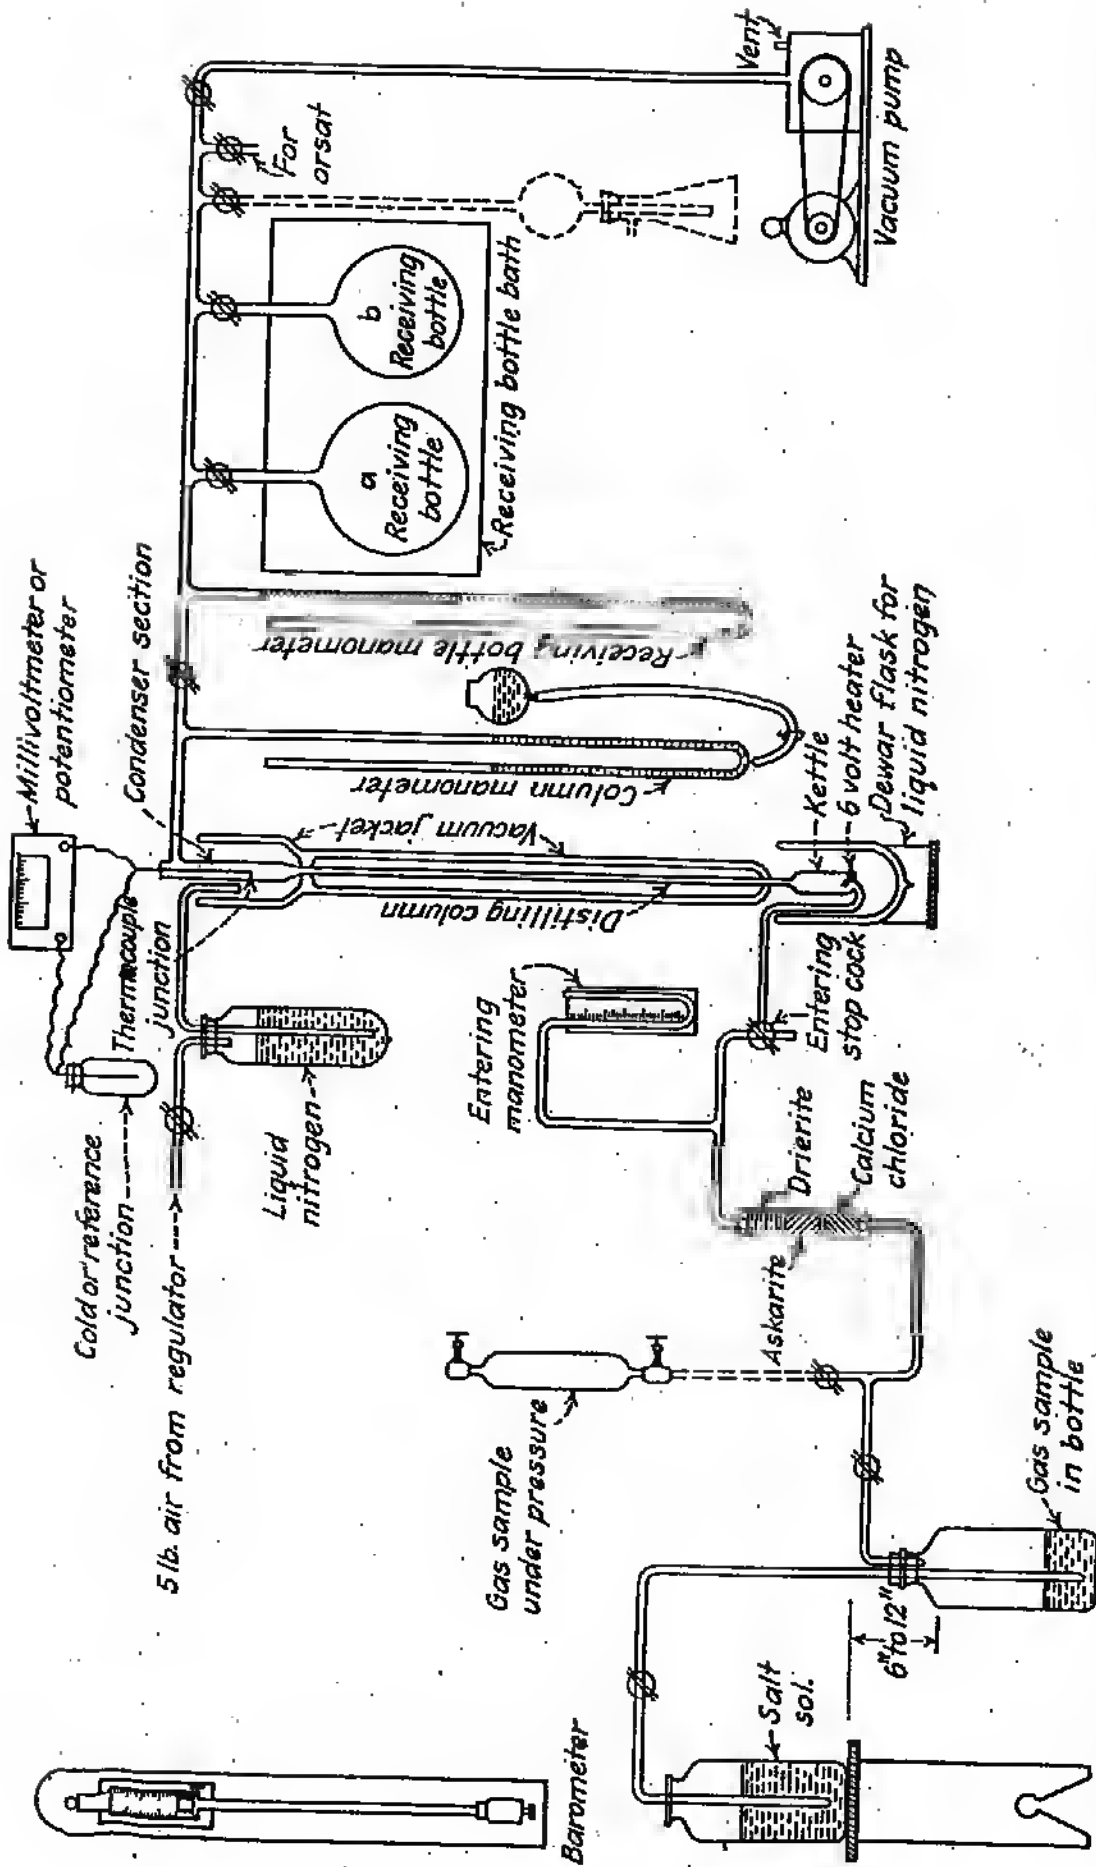 Millivoltmeter or
potentiometer
Cold or reference
junction
Thermocouple
junction
Condenser section
5 lb. air from regulator
Liquid
nitrogen
Vacuum jacket
Distilling column
Column manometer
Receiving bottle manometer
a
Receiving
bottle
b
Receiving
bottle
Receiving bottle bath
For
orsat
Vent
Vacuum pump
Kettle
6 volt heater
Dewar flask for
liquid nitrogen
Entering
stop cock
Entering
manometer
Drierite
Calcium
chloride
Askarite
Gas sample
under pressure
Gas sample
in bottle
6" to 12"
Salt
sol.
Barometer